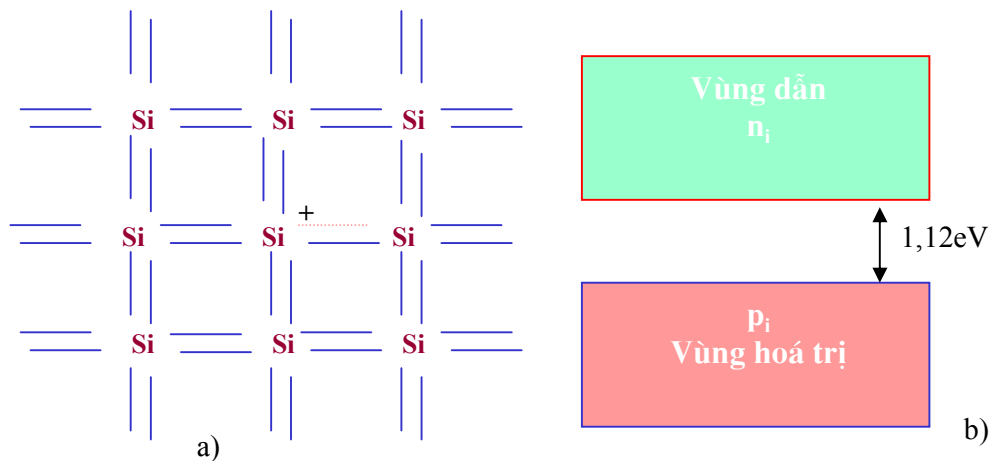 Si Si Si
Si + Si Si
Si Si Si
a)
Vùng dẫn
nᵢ
1,12eV
pᵢ
Vùng hoá trị
b)